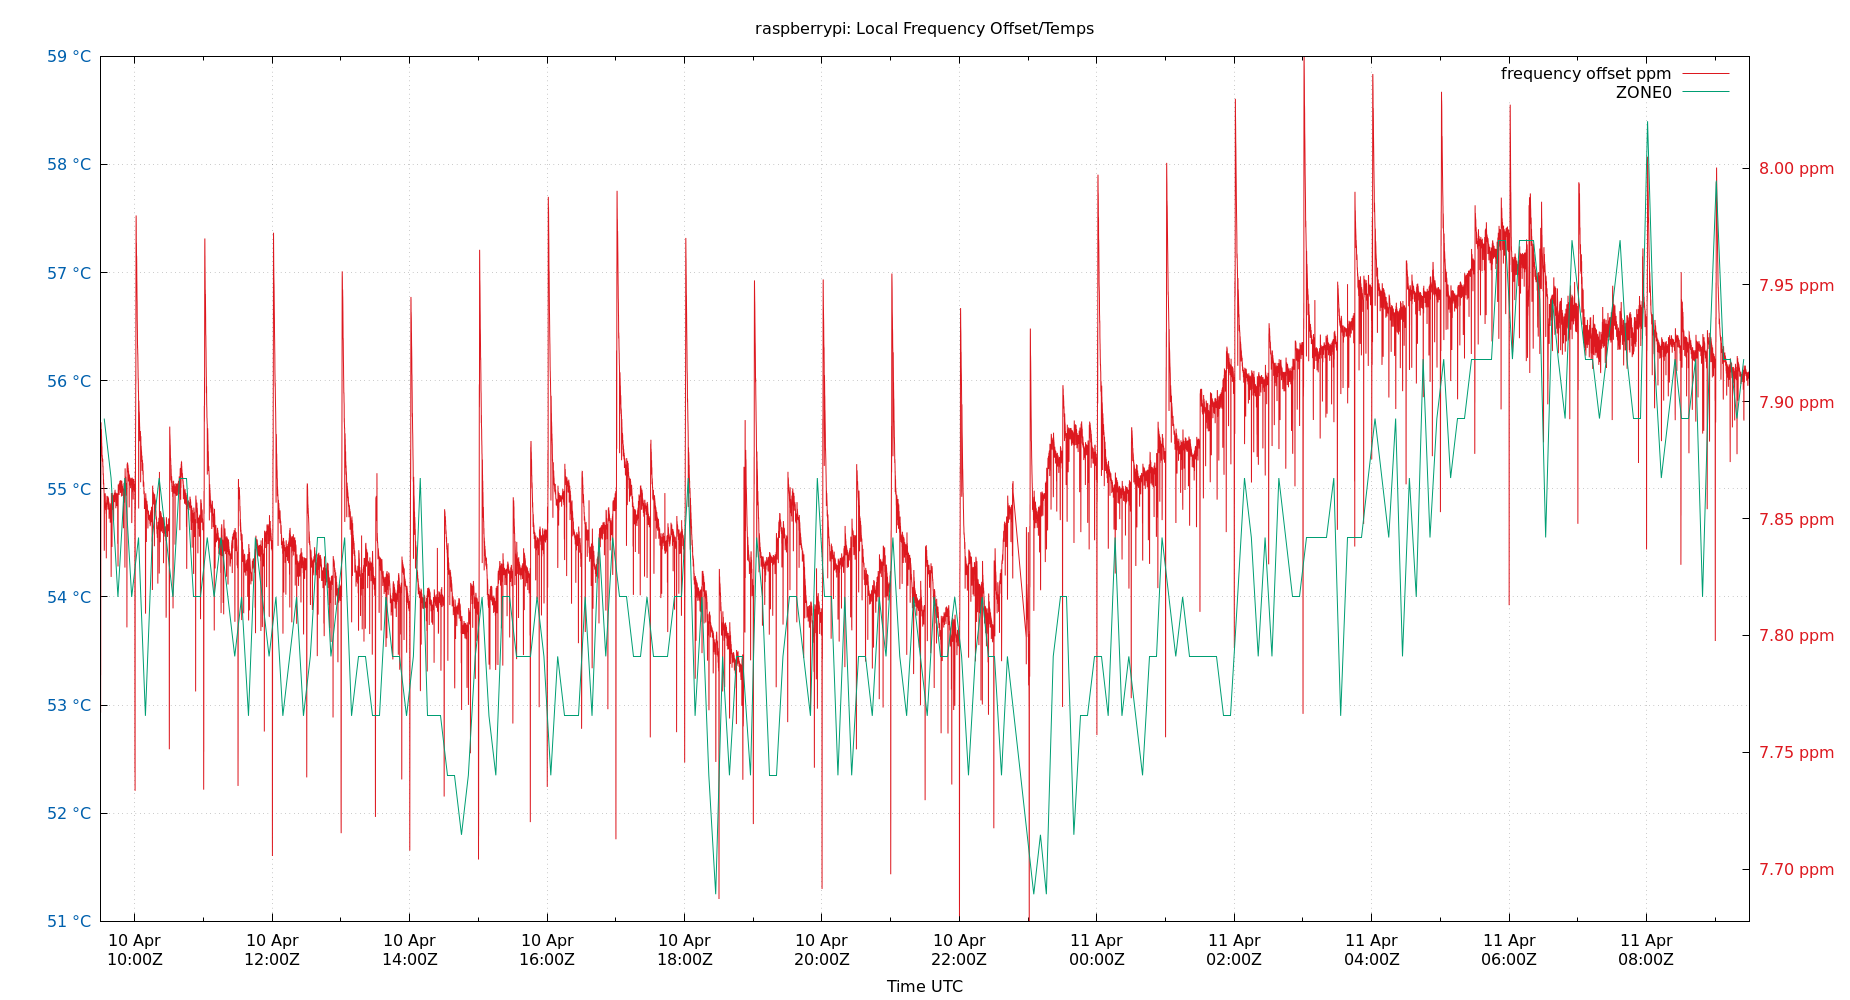 raspberrypi: Local Frequency Offset/Temps
59 °C
58 °C
57 °C
56 °C
55 °C
54 °C
53 °C
52 °C
51 °C
frequency offset ppm
ZONE0
8.00 ppm
7.95 ppm
7.90 ppm
7.85 ppm
7.80 ppm
7.75 ppm
7.70 ppm
10 Apr 10 Apr 10 Apr 10 Apr 10 Apr 10 Apr 10 Apr 11 Apr 11 Apr 11 Apr 11 Apr 11 Apr
10:00Z 12:00Z 14:00Z 16:00Z 18:00Z 20:00Z 22:00Z 00:00Z 02:00Z 04:00Z 06:00Z 08:00Z
Time UTC